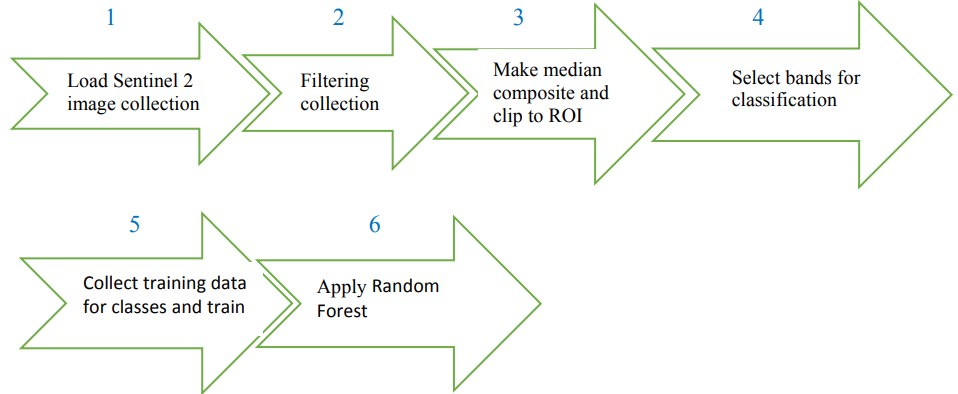 1
2
3
4
Load Sentinel 2
image collection
Filtering
collection
Make median
composite and
clip to ROI
Select bands for
classification
5
6
Collect training data
for classes and train
Apply Random
Forest